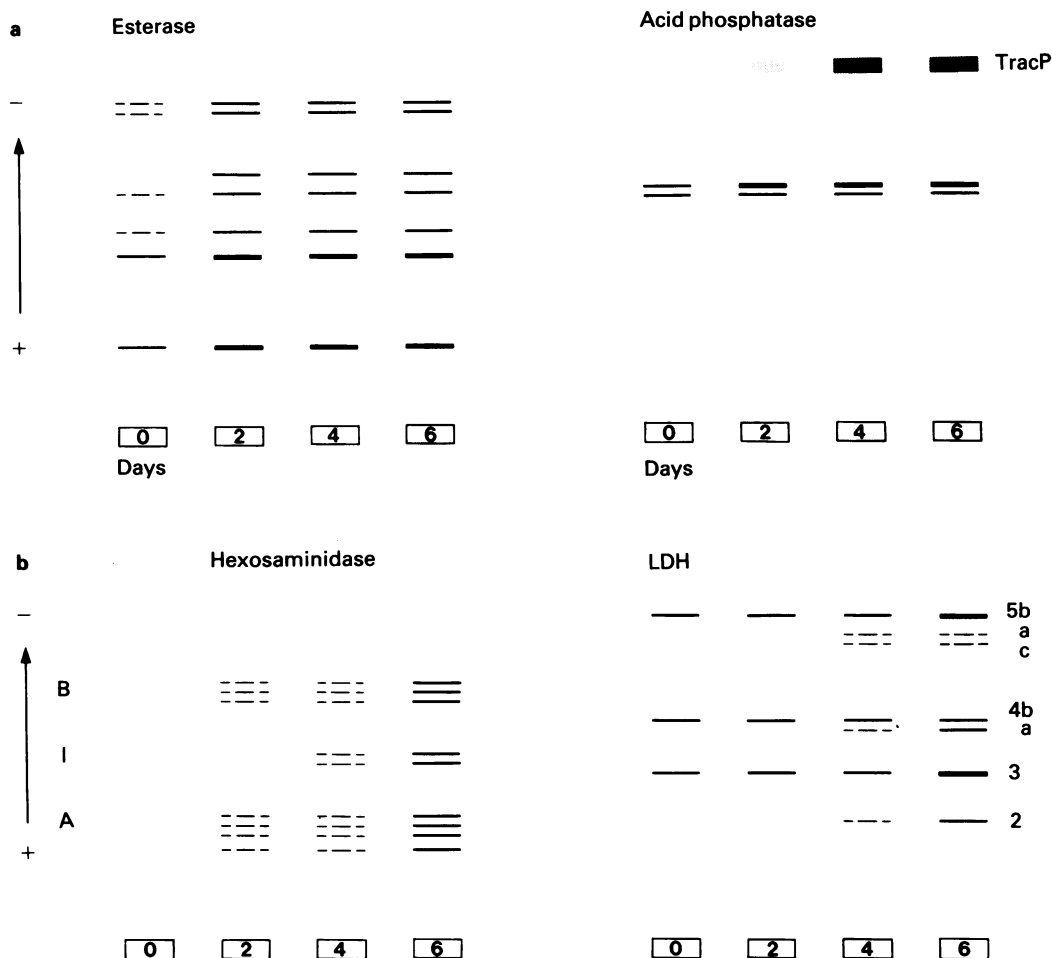 a
Esterase
Acid phosphatase
TracP
−
+
0 2 4 6
Days
0 2 4 6
Days
b
Hexosaminidase
LDH
−
B
I
A
+
5b
a
c
4b
a
3
2
0 2 4 6
0 2 4 6